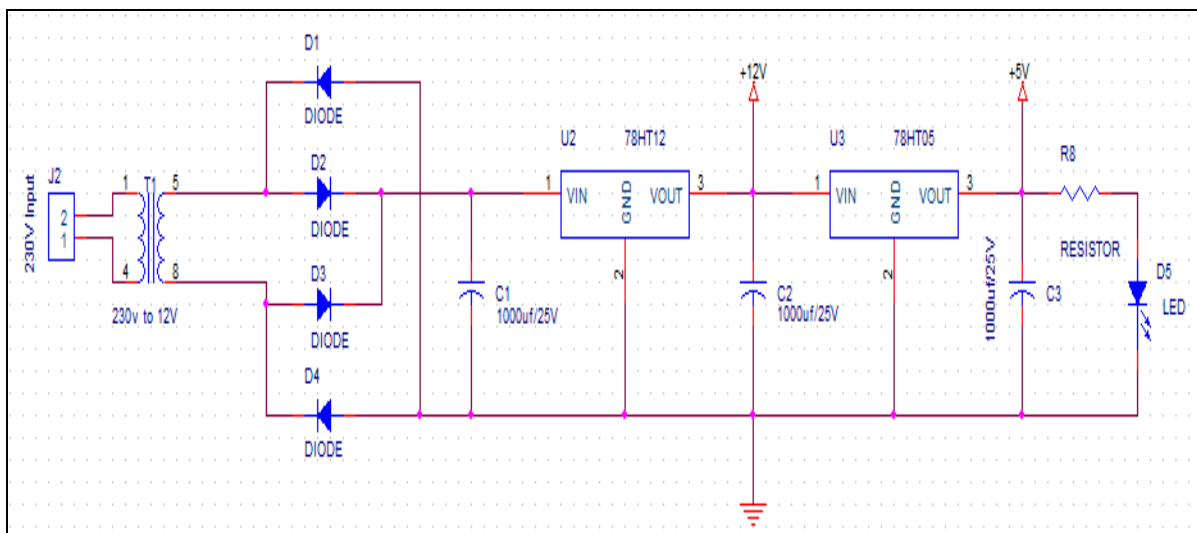 D1
DIODE
D2
DIODE
D3
DIODE
D4
DIODE
J2
230V Input
2
1
1
T1
5
4
8
230v to 12V
C1
1000uf/25V
U2
78HT12
1
VIN
GND
VOUT
3
2
+12V
C2
1000uf/25V
U3
78HT05
1
VIN
GND
VOUT
3
2
+5V
1000uf/25V
C3
R8
RESISTOR
D5
LED